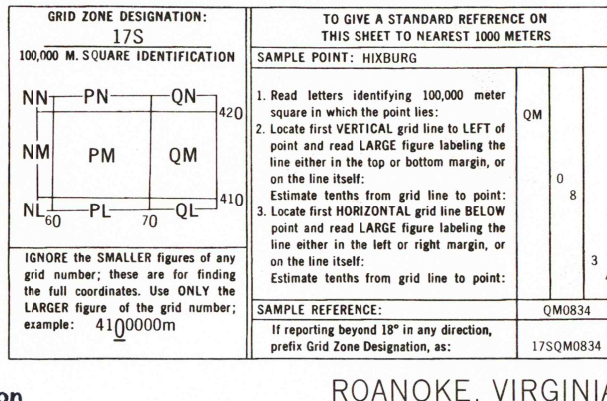 GRID ZONE DESIGNATION:
17S
100,000 M. SQUARE IDENTIFICATION
NN PN QN
420
NM PM QM
410
NL PL QL
60 70
IGNORE the SMALLER figures of any
grid number; these are for finding
the full coordinates. Use ONLY the
LARGER figure of the grid number;
example: 4100000m
TO GIVE A STANDARD REFERENCE ON
THIS SHEET TO NEAREST 1000 METERS
SAMPLE POINT: HIXBURG
1. Read letters identifying 100,000 meter
square in which the point lies: QM
2. Locate first VERTICAL grid line to LEFT of
point and read LARGE figure labeling the
line either in the top or bottom margin, or
on the line itself: 0
Estimate tenths from grid line to point: 8
3. Locate first HORIZONTAL grid line BELOW
point and read LARGE figure labeling the
line either in the left or right margin, or
on the line itself: 3
Estimate tenths from grid line to point:
SAMPLE REFERENCE: QM0834
If reporting beyond 18° in any direction,
prefix Grid Zone Designation, as: 17SQM0834
on
ROANOKE, VIRGINIA